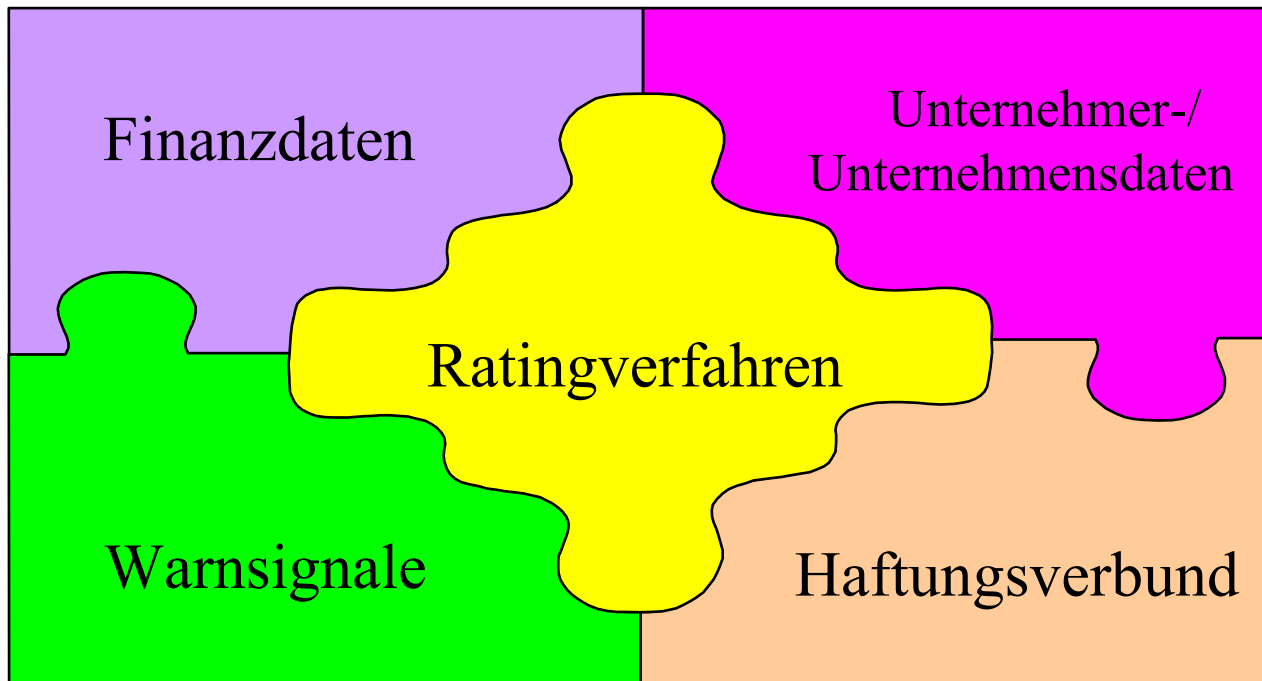 Finanzdaten
Unternehmer-/
Unternehmensdaten
Ratingverfahren
Warnsignale
Haftungsverbund